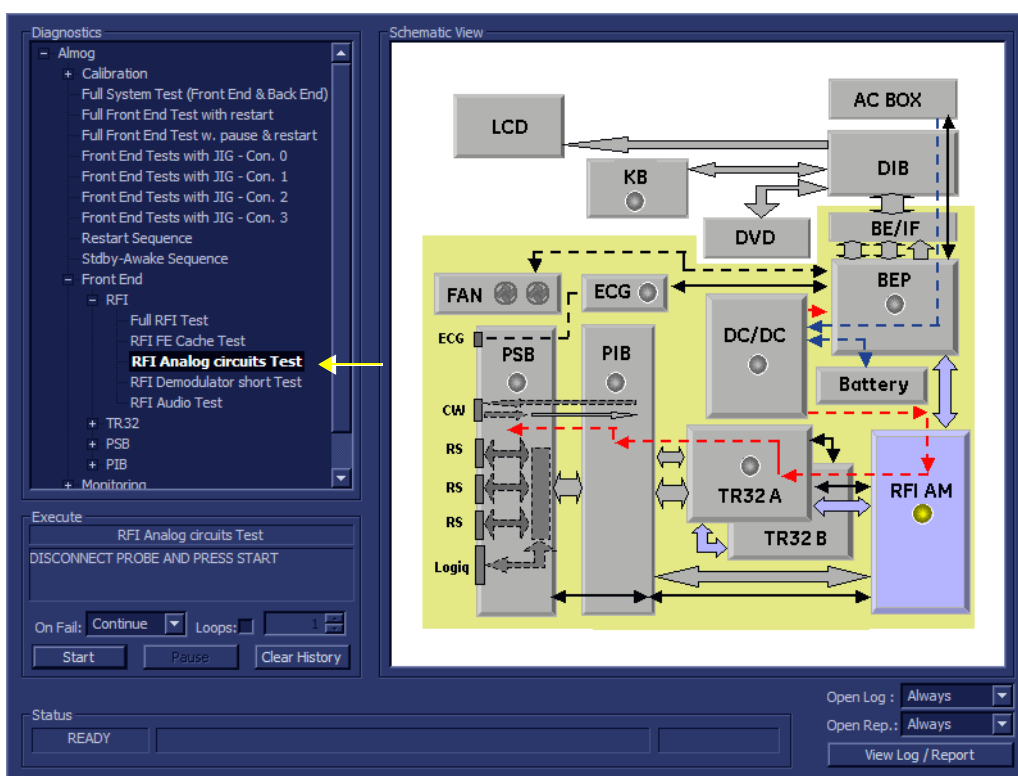 Diagnostics
Almog
Calibration
Full System Test (Front End & Back End)
Full Front End Test with restart
Full Front End Test w. pause & restart
Front End Tests with JIG - Con. 0
Front End Tests with JIG - Con. 1
Front End Tests with JIG - Con. 2
Front End Tests with JIG - Con. 3
Restart Sequence
Stdby-Awake Sequence
Front End
RFI
Full RFI Test
RFI FE Cache Test
RFI Analog circuits Test
RFI Demodulator short Test
RFI Audio Test
TR32
PSB
PIB
Monitoring
Execute
RFI Analog circuits Test
DISCONNECT PROBE AND PRESS START
On Fail: Continue Loops: 1
Start Pause Clear History
Schematic View
AC BOX
LCD
DIB
KB
DVD
BE/IF
BEP
FAN
ECG
DC/DC
ECG
PSB
PIB
Battery
CW
RS
RS
RS
Logiq
TR32 A
TR32 B
RFI AM
Open Log : Always
Open Rep.: Always
View Log / Report
Status
READY